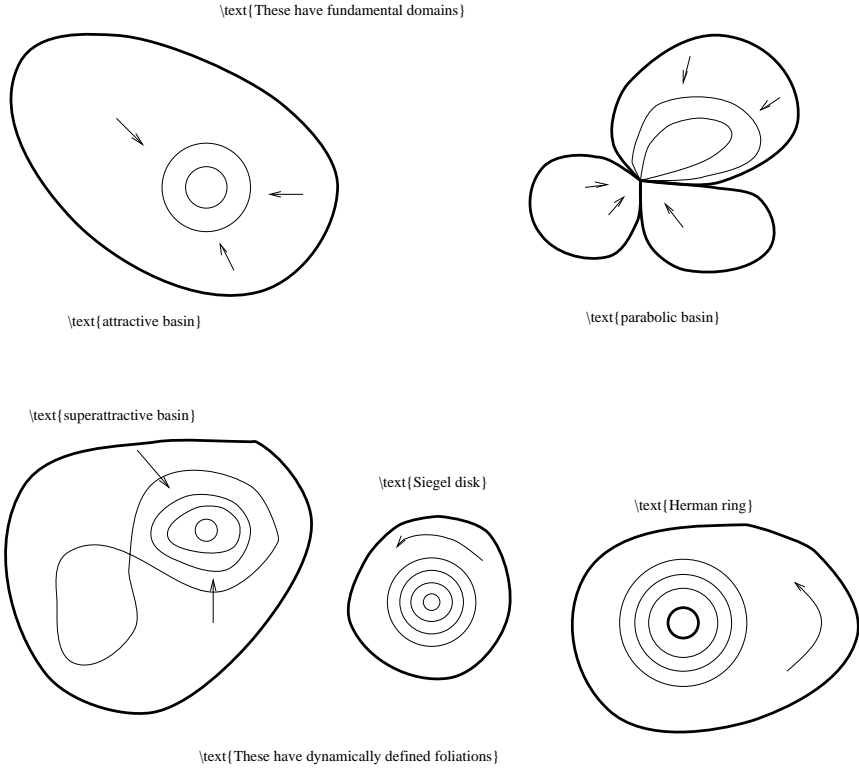 \text{These have fundamental domains}
\text{attractive basin}
\text{parabolic basin}
\text{superattractive basin}
\text{Siegel disk}
\text{Herman ring}
\text{These have dynamically defined foliations}